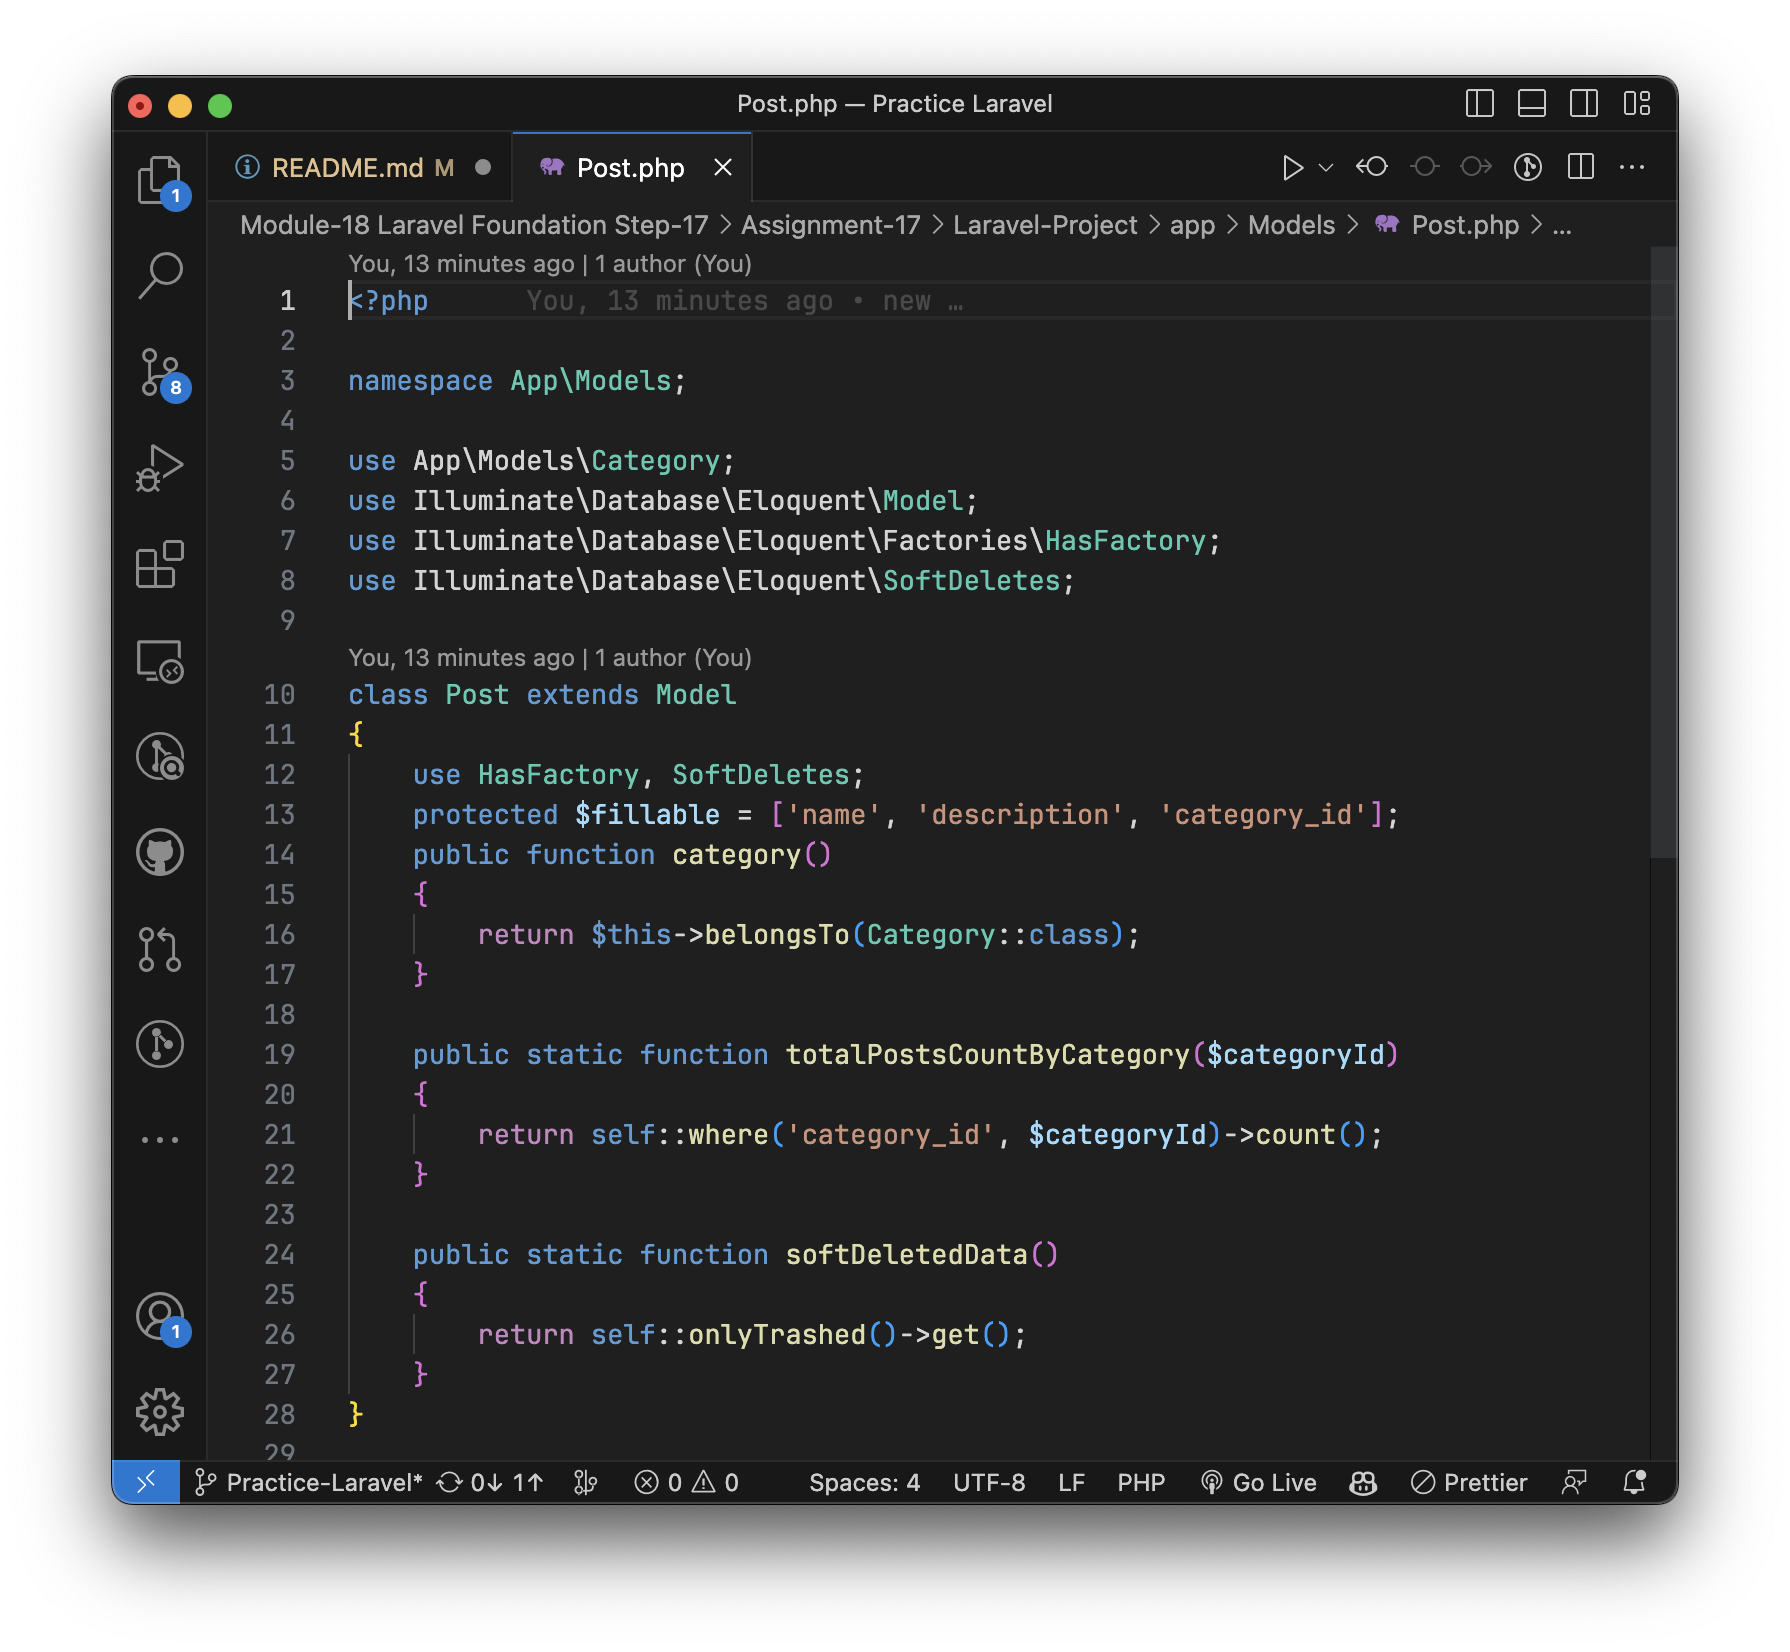 Post.php — Practice Laravel
README.md M
Post.php
Module-18 Laravel Foundation Step-17 > Assignment-17 > Laravel-Project > app > Models > Post.php > ...
You, 13 minutes ago | 1 author (You)
1 <?php You, 13 minutes ago • new …
2
3 namespace App\Models;
4
5 use App\Models\Category;
6 use Illuminate\Database\Eloquent\Model;
7 use Illuminate\Database\Eloquent\Factories\HasFactory;
8 use Illuminate\Database\Eloquent\SoftDeletes;
9
You, 13 minutes ago | 1 author (You)
10 class Post extends Model
11 {
12 use HasFactory, SoftDeletes;
13 protected $fillable = ['name', 'description', 'category_id'];
14 public function category()
15 {
16 return $this->belongsTo(Category::class);
17 }
18
19 public static function totalPostsCountByCategory($categoryId)
20 {
21 return self::where('category_id', $categoryId)->count();
22 }
23
24 public static function softDeletedData()
25 {
26 return self::onlyTrashed()->get();
27 }
28 }
29
1
8
1
Practice-Laravel* 0↓ 1↑ 0 0 Spaces: 4 UTF-8 LF PHP Go Live Prettier